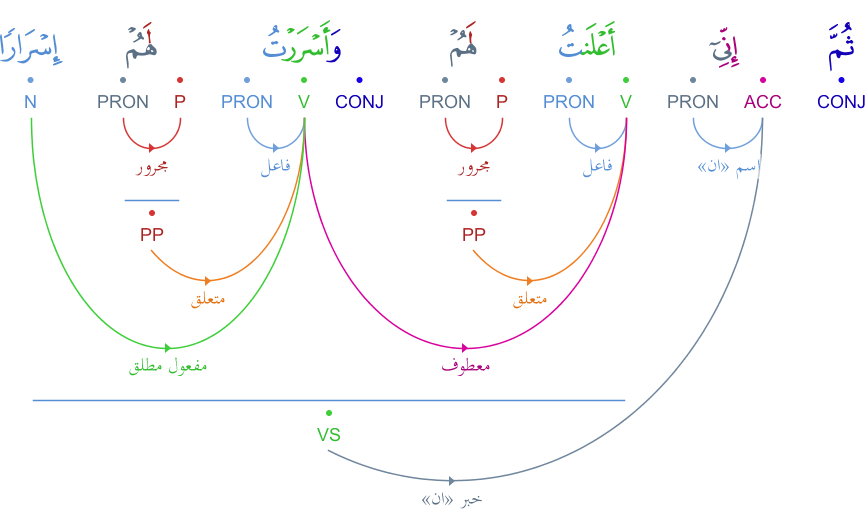 ثُمَّ إِنِّىٓ أَعْلَنتُ لَهُمْ وَأَسْرَرْتُ لَهُمْ إِسْرَارًا
CONJ ACC PRON V PRON P PRON CONJ V PRON P PRON N
اسم «ان» فاعل مجرور فاعل مجرور
PP PP
متعلق متعلق
معطوف مفعول مطلق
VS
خبر «ان»